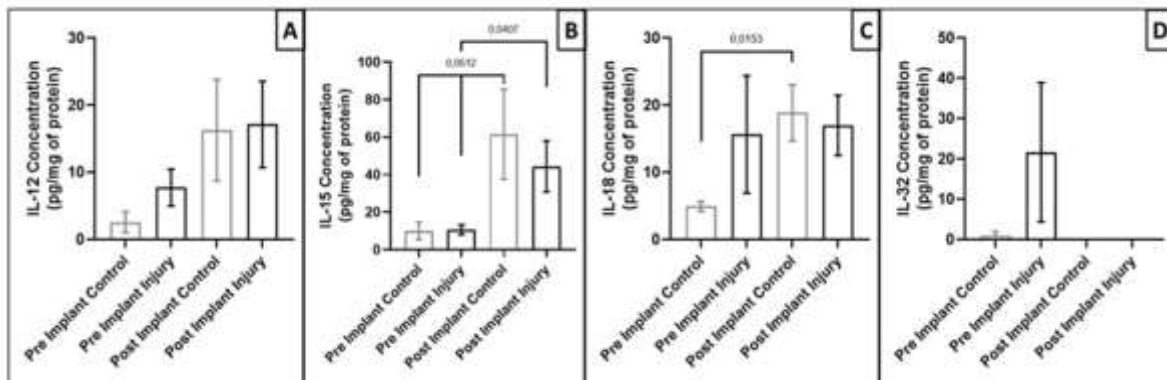 A
IL-12 Concentration
(pg/mg of protein)
30
20
10
0
Pre Implant Control
Pre Implant Injury
Post Implant Control
Post Implant Injury
B
IL-15 Concentration
(pg/mg of protein)
0,0407
0,0512
100
80
60
40
20
0
Pre Implant Control
Pre Implant Injury
Post Implant Control
Post Implant Injury
C
IL-18 Concentration
(pg/mg of protein)
0,0153
30
20
10
0
Pre Implant Control
Pre Implant Injury
Post Implant Control
Post Implant Injury
D
IL-32 Concentration
(pg/mg of protein)
50
40
30
20
10
0
Pre Implant Control
Pre Implant Injury
Post Implant Control
Post Implant Injury